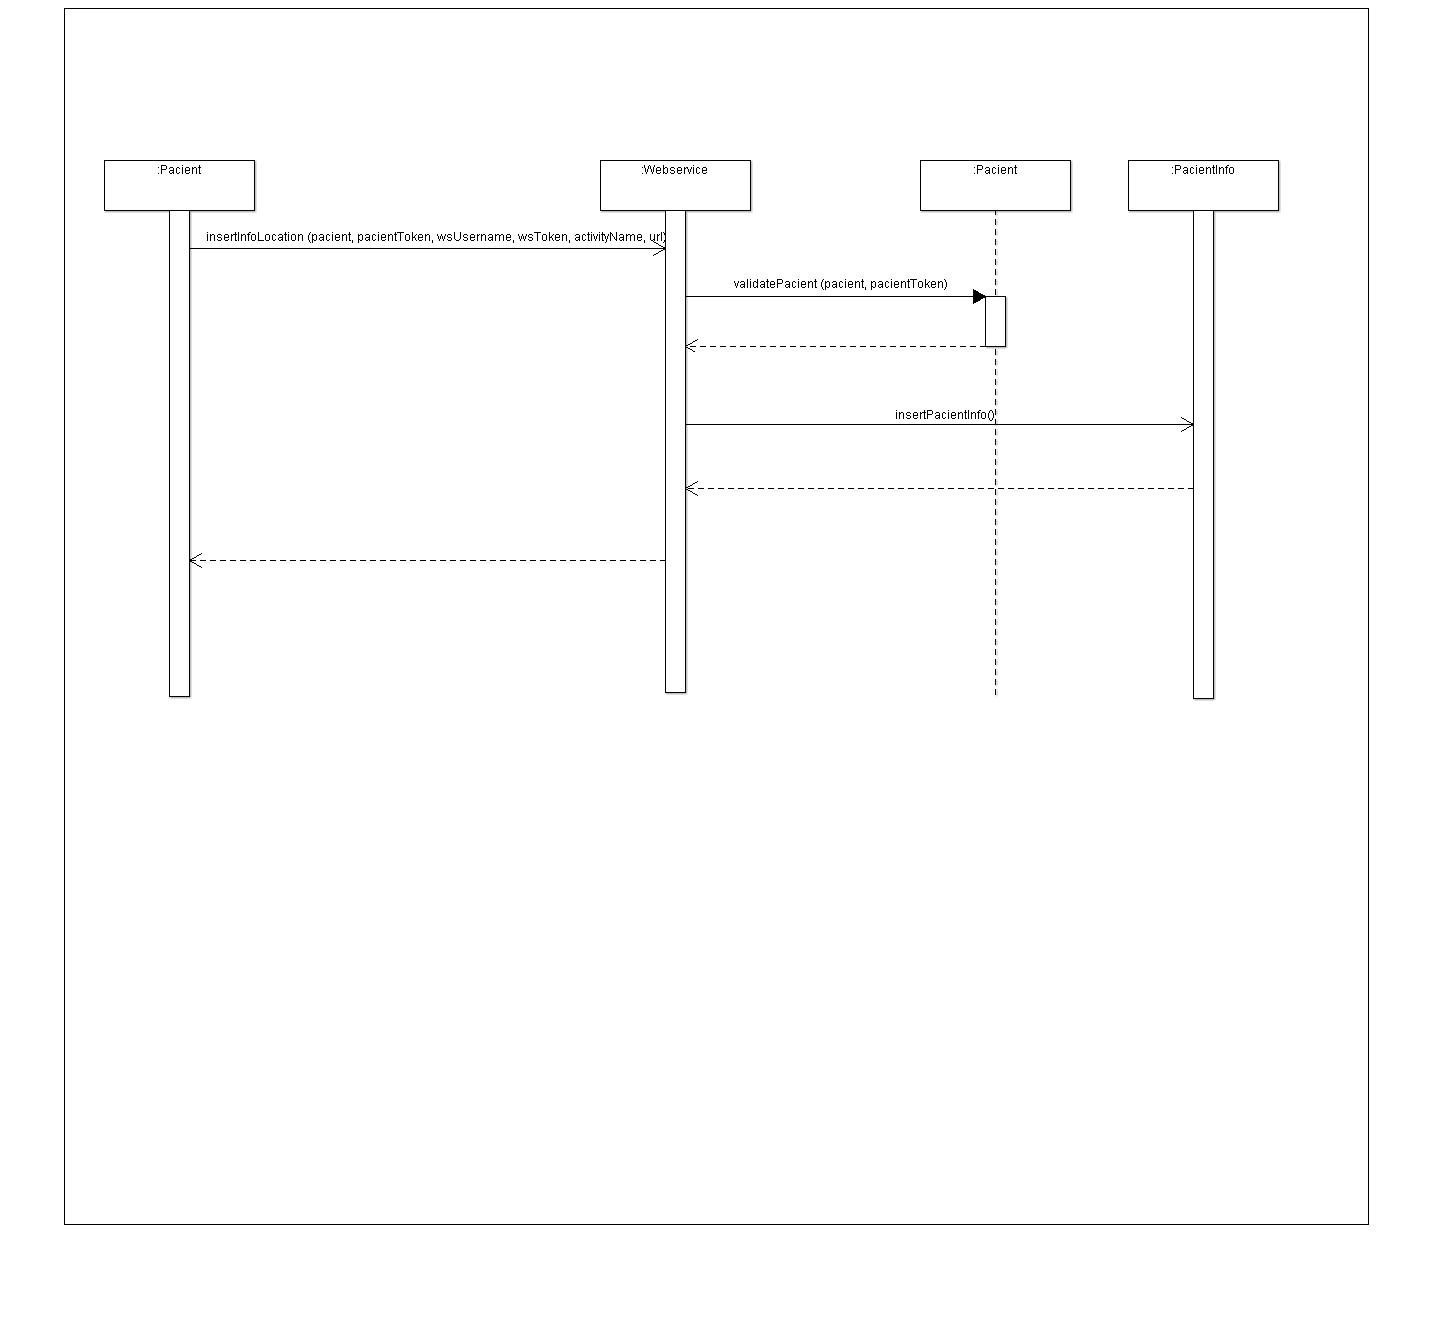 :Pacient
:Webservice
:Pacient
:PacientInfo
insertInfoLocation (pacient, pacientToken, wsUsername, wsToken, activityName, url)
validatePacient (pacient, pacientToken)
insertPacientInfo()